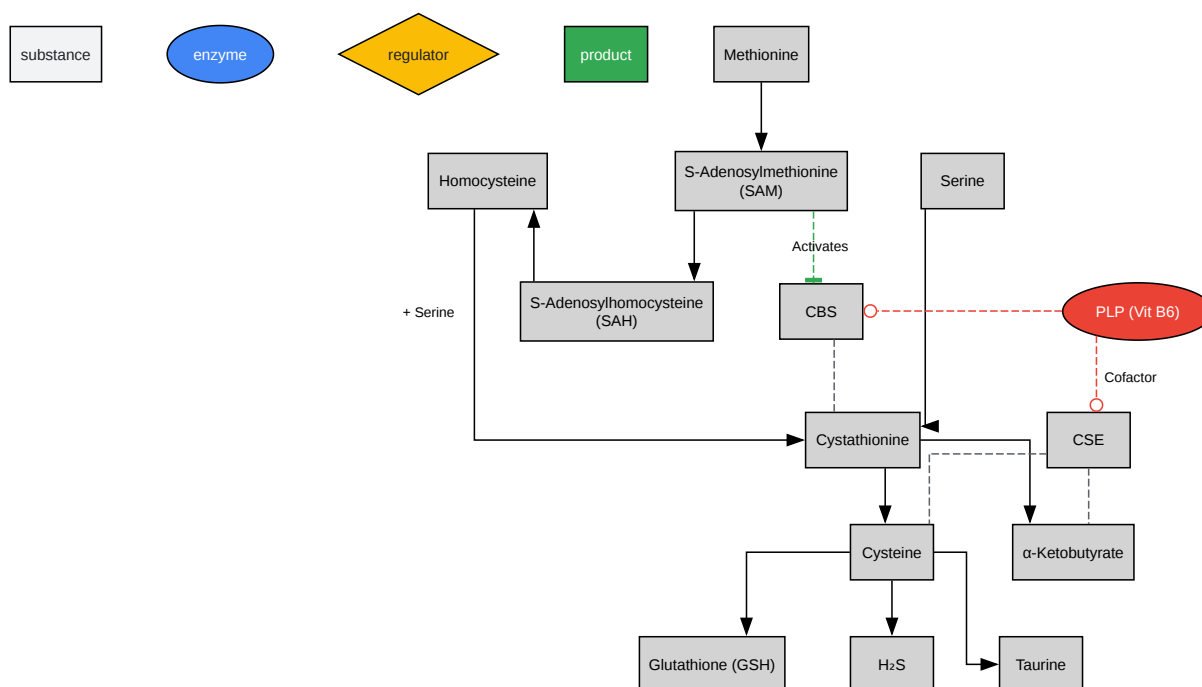 substance
enzyme
regulator
product
Methionine
Homocysteine
S-Adenosylmethionine
(SAM)
Serine
Activates
+ Serine
S-Adenosylhomocysteine
(SAH)
CBS
PLP (Vit B6)
Cofactor
Cystathionine
CSE
Cysteine
α-Ketobutyrate
Glutathione (GSH)
H₂S
Taurine